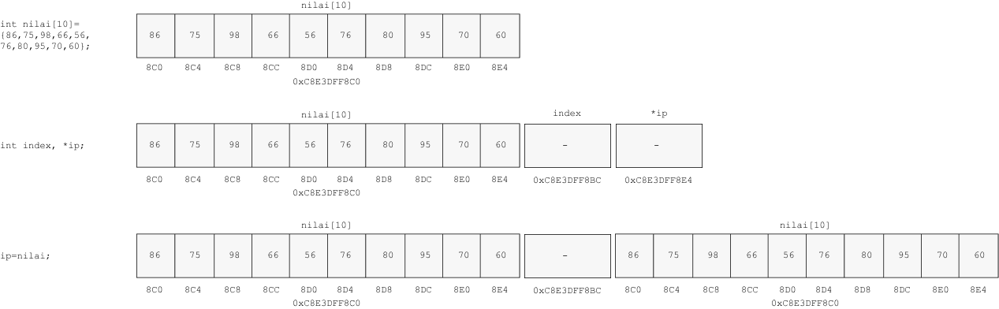 nilai[10]
int nilai[10]=
{86,75,98,66,56,
76,80,95,70,60};
86 75 98 66 56 76 80 95 70 60
8C0 8C4 8C8 8CC 8D0 8D4 8D8 8DC 8E0 8E4
0xC8E3DFF8C0
nilai[10] index *ip
int index, *ip;
86 75 98 66 56 76 80 95 70 60 - -
8C0 8C4 8C8 8CC 8D0 8D4 8D8 8DC 8E0 8E4 0xC8E3DFF8BC 0xC8E3DFF8E4
0xC8E3DFF8C0
nilai[10] nilai[10]
ip=nilai;
86 75 98 66 56 76 80 95 70 60 - 86 75 98 66 56 76 80 95 70 60
8C0 8C4 8C8 8CC 8D0 8D4 8D8 8DC 8E0 8E4 0xC8E3DFF8BC 8C0 8C4 8C8 8CC 8D0 8D4 8D8 8DC 8E0 8E4
0xC8E3DFF8C0 0xC8E3DFF8C0